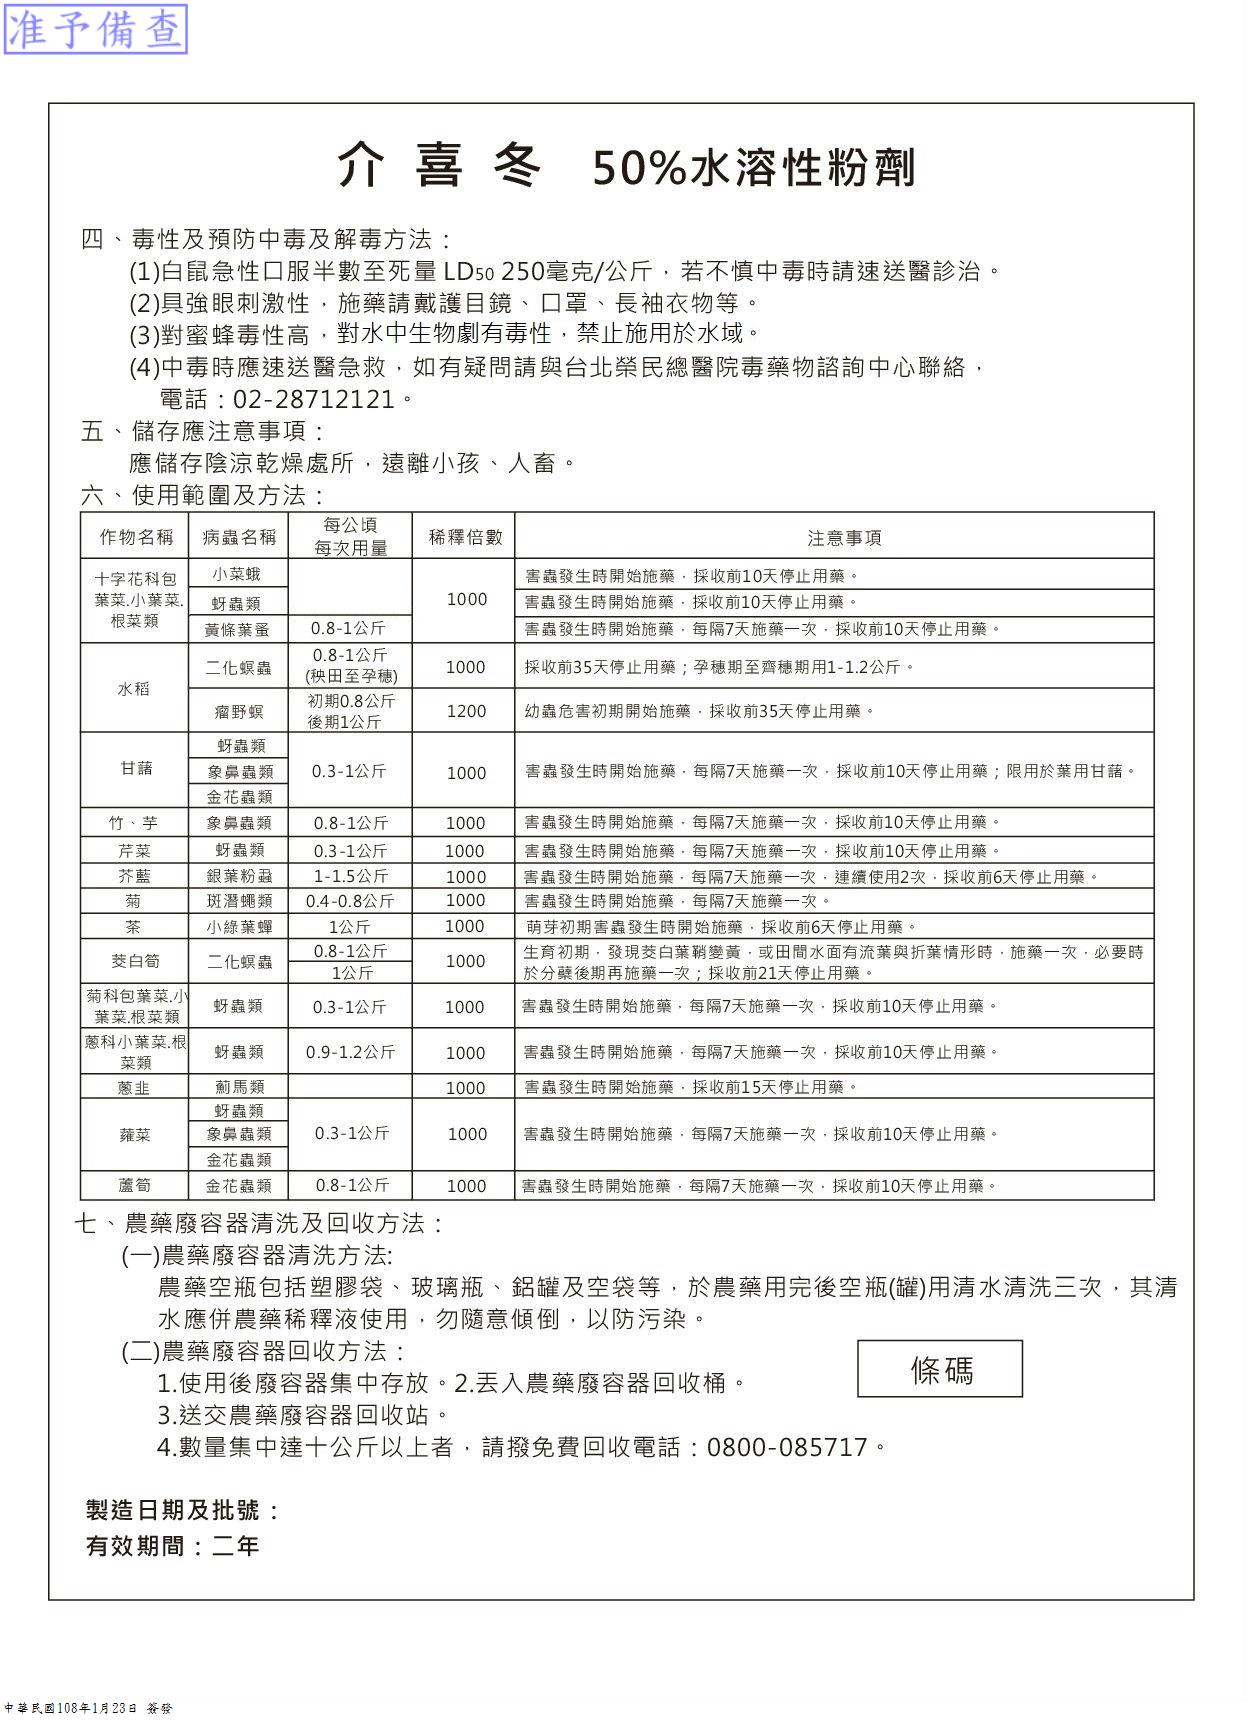 准予備查
介喜冬 50%水溶性粉劑
四、毒性及預防中毒及解毒方法：
(1)白鼠急性口服半數至死量 LD50 250毫克/公斤，若不慎中毒時請速送醫診治。
(2)具強眼刺激性，施藥請戴護目鏡、口罩、長袖衣物等。
(3)對蜜蜂毒性高，對水中生物劇有毒性，禁止施用於水域。
(4)中毒時應速送醫急救，如有疑問請與台北榮民總醫院毒藥物諮詢中心聯絡，
電話：02-28712121。
五、儲存應注意事項：
應儲存陰涼乾燥處所，遠離小孩、人畜。
六、使用範圍及方法：
作物名稱 病蟲名稱 每公頃每次用量 稀釋倍數 注意事項
十字花科包葉菜.小葉菜.根菜類 小菜蛾 1000 害蟲發生時開始施藥，採收前10天停止用藥。
蚜蟲類 害蟲發生時開始施藥，採收前10天停止用藥。
黃條葉蚤 0.8-1公斤 害蟲發生時開始施藥，每隔7天施藥一次，採收前10天停止用藥。
水稻 二化螟蟲 0.8-1公斤(秧田至孕穗) 1000 採收前35天停止用藥；孕穗期至齊穗期用1-1.2公斤。
瘤野螟 初期0.8公斤後期1公斤 1200 幼蟲危害初期開始施藥，採收前35天停止用藥。
甘藷 蚜蟲類 0.3-1公斤 1000 害蟲發生時開始施藥，每隔7天施藥一次，採收前10天停止用藥；限用於葉用甘藷。
象鼻蟲類
金花蟲類
竹、芋 象鼻蟲類 0.8-1公斤 1000 害蟲發生時開始施藥，每隔7天施藥一次，採收前10天停止用藥。
芹菜 蚜蟲類 0.3-1公斤 1000 害蟲發生時開始施藥，每隔7天施藥一次，採收前10天停止用藥。
芥藍 銀葉粉蝨 1-1.5公斤 1000 害蟲發生時開始施藥，每隔7天施藥一次，連續使用2次，採收前6天停止用藥。
菊 斑潛蠅類 0.4-0.8公斤 1000 害蟲發生時開始施藥，每隔7天施藥一次。
茶 小綠葉蟬 1公斤 1000 萌芽初期害蟲發生時開始施藥，採收前6天停止用藥。
茭白筍 二化螟蟲 0.8-1公斤 1公斤 1000 生育初期，發現茭白葉鞘變黃，或田間水面有流葉與折葉情形時，施藥一次，必要時
於分蘗後期再施藥一次；採收前21天停止用藥。
菊科包葉菜.小葉菜.根菜類 蚜蟲類 0.3-1公斤 1000 害蟲發生時開始施藥，每隔7天施藥一次，採收前10天停止用藥。
蔥科小葉菜.根菜類 蚜蟲類 0.9-1.2公斤 1000 害蟲發生時開始施藥，每隔7天施藥一次，採收前10天停止用藥。
蔥韭 薊馬類 1000 害蟲發生時開始施藥，採收前15天停止用藥。
蕹菜 蚜蟲類 0.3-1公斤 1000 害蟲發生時開始施藥，每隔7天施藥一次，採收前10天停止用藥。
象鼻蟲類
金花蟲類
蘆筍 金花蟲類 0.8-1公斤 1000 害蟲發生時開始施藥，每隔7天施藥一次，採收前10天停止用藥。
七、農藥廢容器清洗及回收方法：
(一)農藥廢容器清洗方法:
農藥空瓶包括塑膠袋、玻璃瓶、鋁罐及空袋等，於農藥用完後空瓶(罐)用清水清洗三次，其清
水應併農藥稀釋液使用，勿隨意傾倒，以防污染。
(二)農藥廢容器回收方法：
1.使用後廢容器集中存放。2.丟入農藥廢容器回收桶。
3.送交農藥廢容器回收站。
4.數量集中達十公斤以上者，請撥免費回收電話：0800-085717。
條碼
製造日期及批號：
有效期間：二年
中華民國108年1月23日 簽發